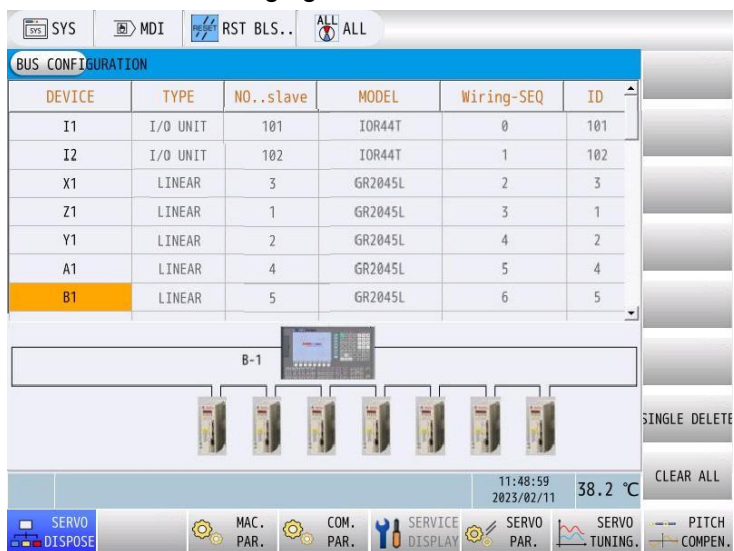 SYS SYS MDI RESET RST BLS.. ALL ALL
BUS CONFIGURATION
DEVICE TYPE NO..slave MODEL Wiring-SEQ ID
I1 I/O UNIT 101 IOR44T 0 101
I2 I/O UNIT 102 IOR44T 1 102
X1 LINEAR 3 GR2045L 2 3
Z1 LINEAR 1 GR2045L 3 1
Y1 LINEAR 2 GR2045L 4 2
A1 LINEAR 4 GR2045L 5 4
B1 LINEAR 5 GR2045L 6 5
B-1
SINGLE DELETE
CLEAR ALL
11:48:59
2023/02/11
38.2 ℃
SERVO
DISPOSE
MAC.
PAR.
COM.
PAR.
SERVICE
DISPLAY
SERVO
PAR.
SERVO
TUNING.
PITCH
COMPEN.